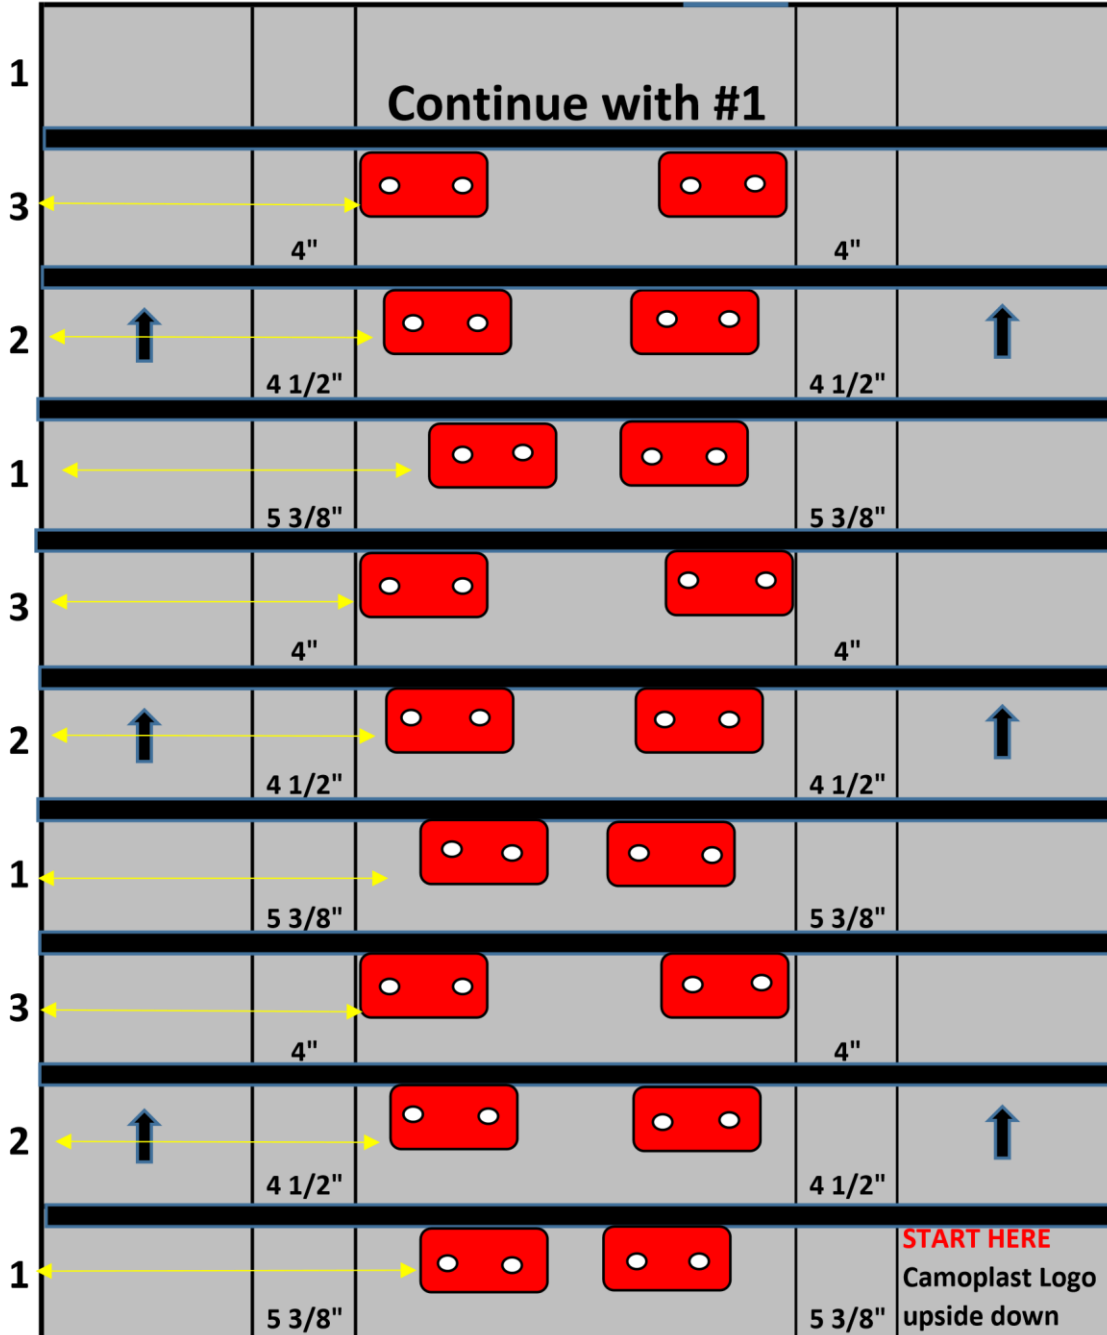 1
Continue with #1
3
4" 4"
2
4 1/2" 4 1/2"
1
5 3/8" 5 3/8"
3
4" 4"
2
4 1/2" 4 1/2"
1
5 3/8" 5 3/8"
3
4" 4"
2
4 1/2" 4 1/2"
START HERE
1 Camoplast Logo
5 3/8" 5 3/8" upside down